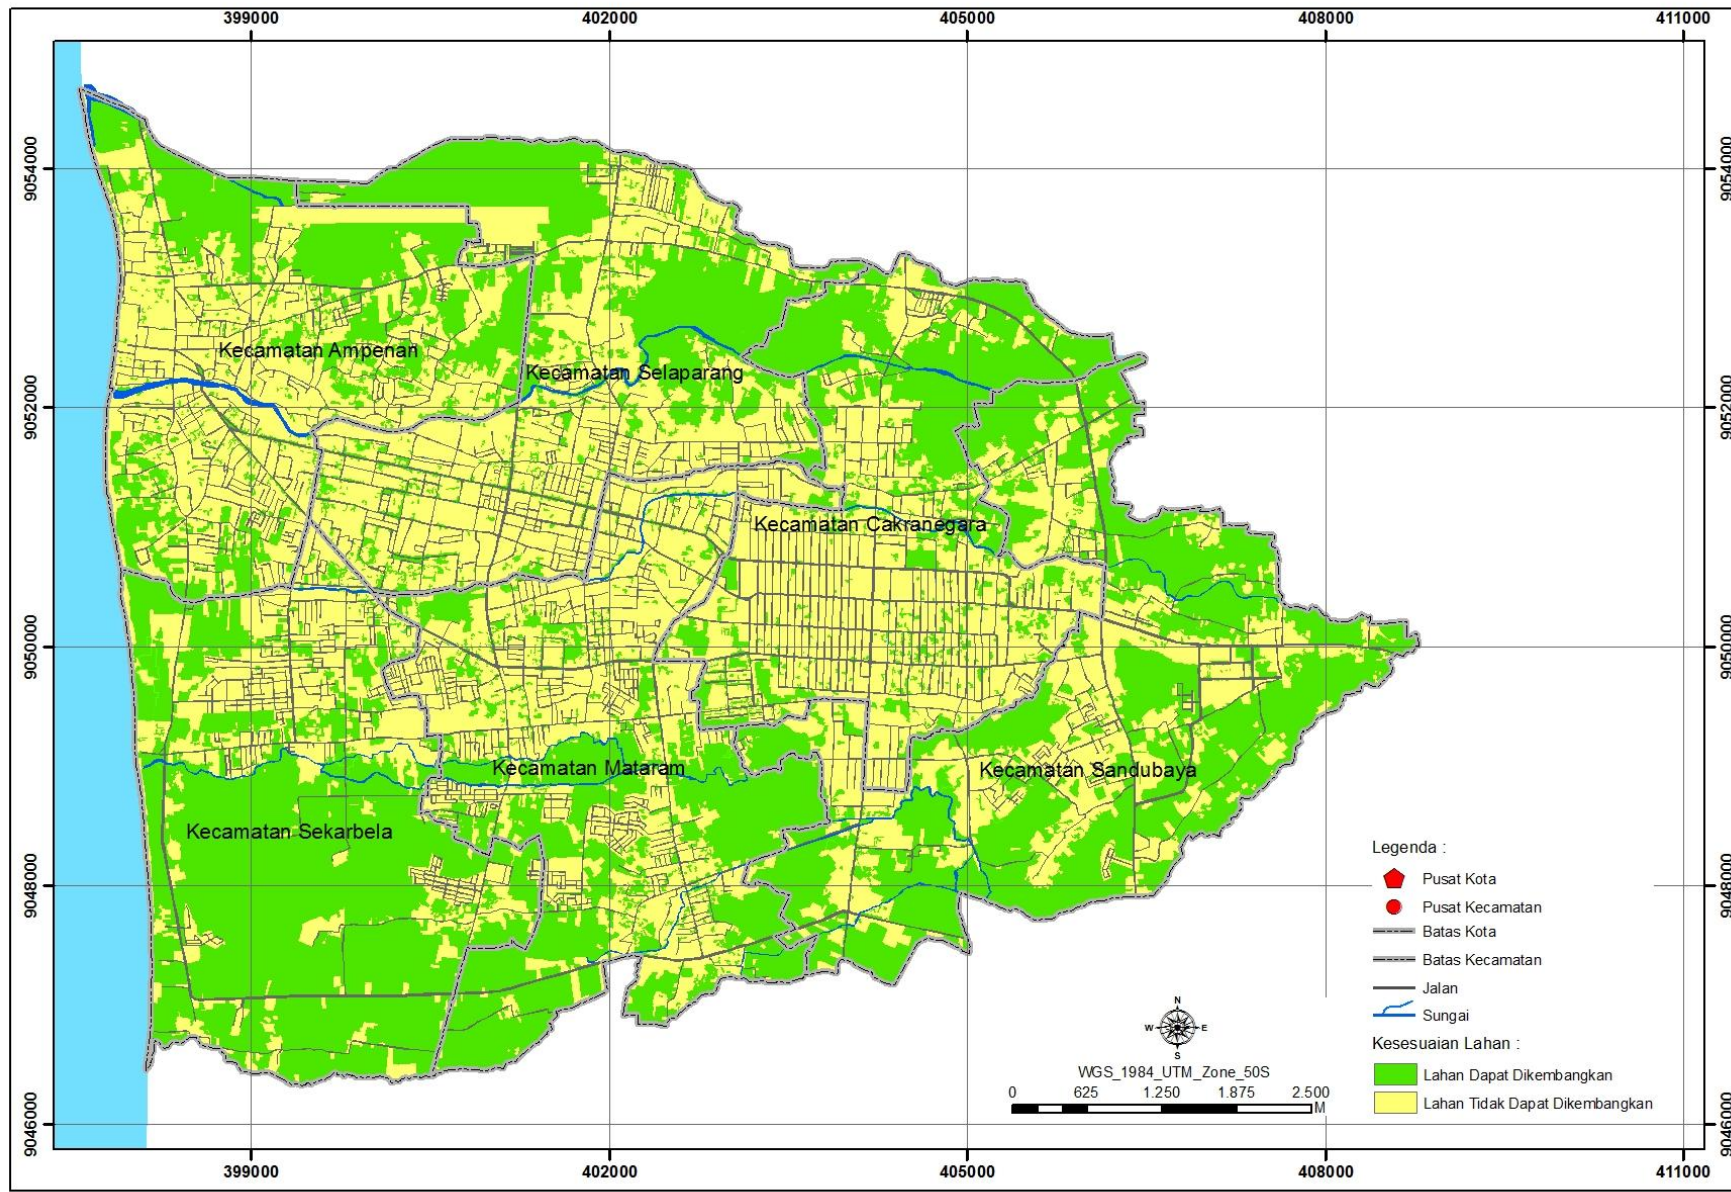 399000
402000
405000
408000
411000
9054000
9054000
Kecamatan Ampenan
Kecamatan Selaparang
9052000
9052000
Kecamatan Cakranegara
9050000
9050000
Kecamatan Mataram
Kecamatan Sandubaya
Kecamatan Sekarbela
9048000
9048000
Legenda :
Pusat Kota
Pusat Kecamatan
Batas Kota
Batas Kecamatan
Jalan
Sungai
Kesesuaian Lahan :
Lahan Dapat Dikembangkan
Lahan Tidak Dapat Dikembangkan
N
W
E
S
WGS_1984_UTM_Zone_50S
0
625
1.250
1.875
2.500
M
9046000
9046000
399000
402000
405000
408000
411000